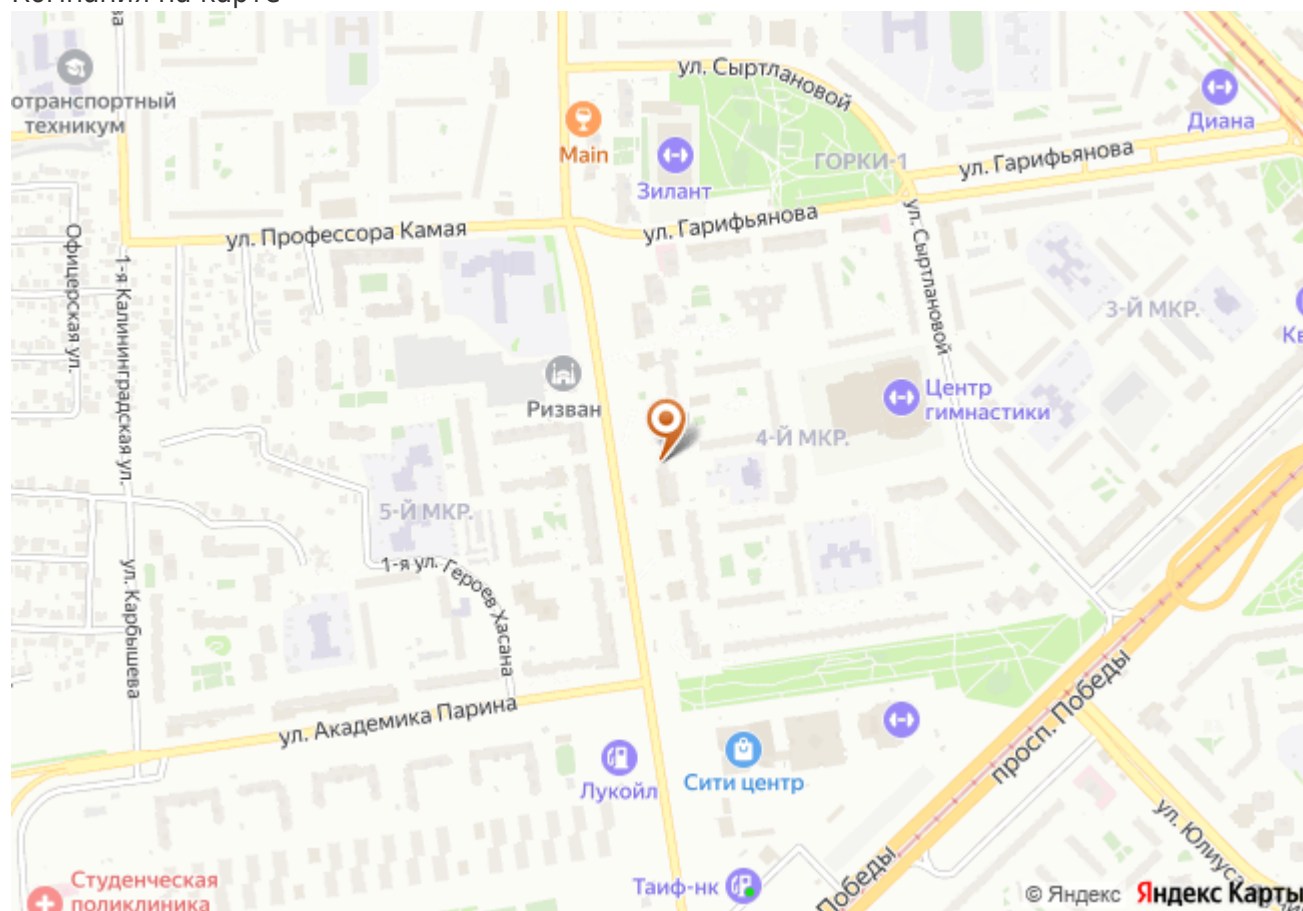 Компания на карте
ва
отранспортный
техникум
Офицерская ул.
1-я Калининградская ул.
ул. Карбышева
ул. Профессора Камая
Main
Зилант
ул. Сыртлановой
ГОРКИ-1
ул. Гарифьянова
ул. Гарифьянова
Диана
ул. Сыртлановой
3-Й МКР.
Кв
Ризван
Центр
гимнастики
4-Й МКР.
5-Й МКР.
1-я ул. Героев Хасана
ул. Академика Парина
Лукойл
Сити центр
просп. Победы
Таиф-нк
Победы
ул. Юлиуса
Студенческая
поликлиника
© Яндекс Яндекс Карты